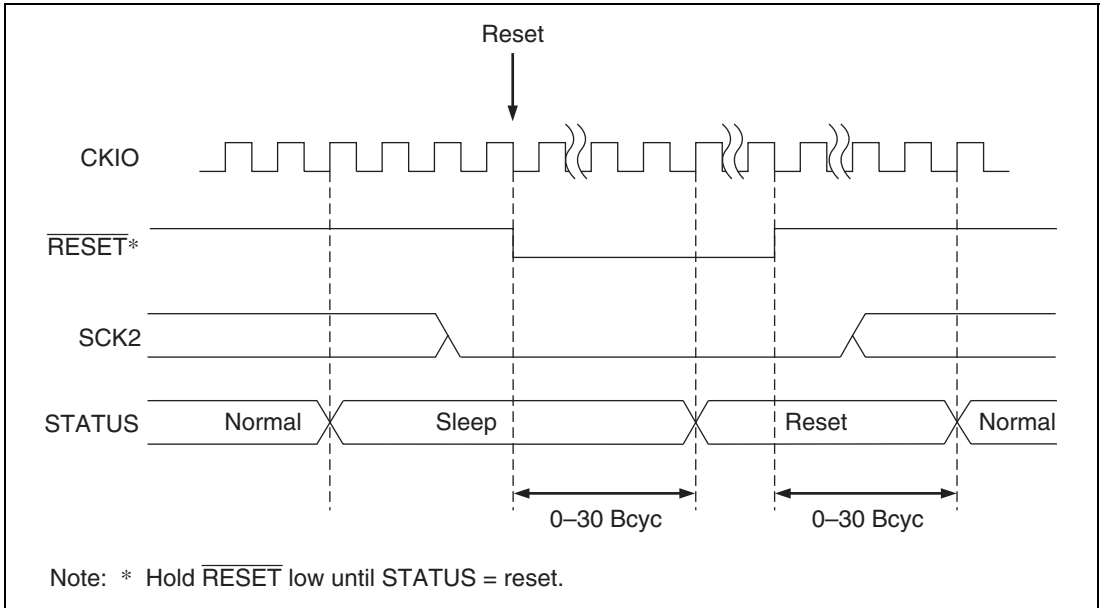 Reset
CKIO
RESET*
SCK2
STATUS Normal Sleep Reset Normal
0–30 Bcyc 0–30 Bcyc
Note: * Hold RESET low until STATUS = reset.